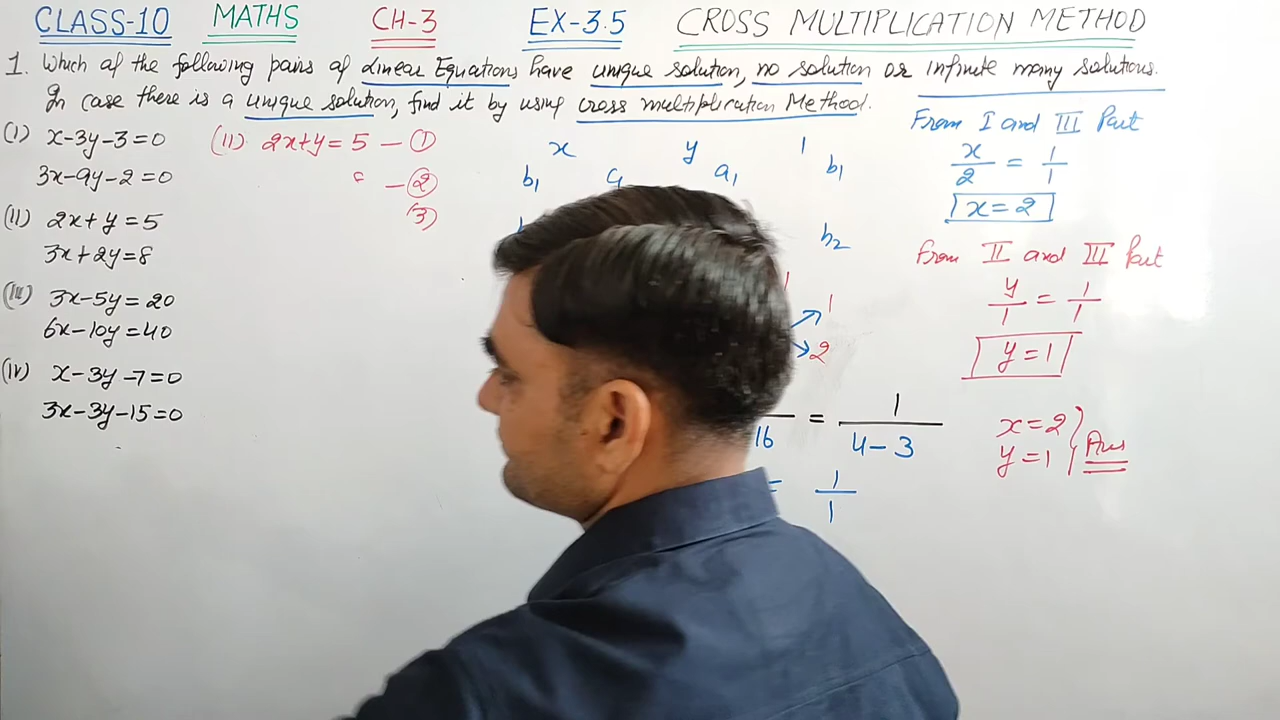 CLASS-10 MATHS CH-3 EX-3.5 CROSS MULTIPLICATION METHOD
1. Which of the following pairs of Linear Equations have unique solution, no solution or infinite many solutions.
In case there is a unique solution, find it by using cross multiplication Method.
(I) x-3y-3=0
3x-9y-2=0
(II) 2x+y=5
3x+2y=8
(III) 3x-5y=20
6x-10y=40
(IV) x-3y-7=0
3x-3y-15=0
(II). 2x+y=5 — ①
— ②
(3)
x y 1
b₁ c₁ a₁ b₁
b₂
1
1
2
1
16 = 4-3
= 1/1
From I and III Part
x/2 = 1/1
x=2
From II and III Part
y/1 = 1/1
y=1
x=2
y=1 } Ans